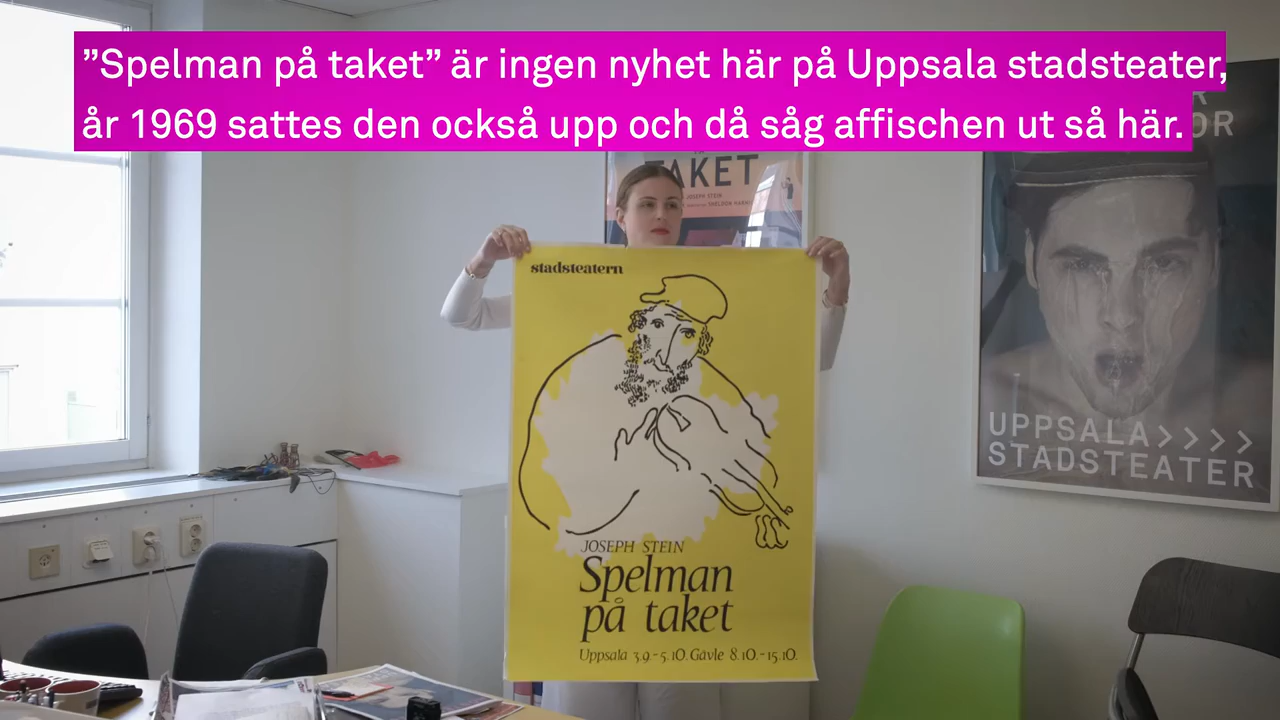 ”Spelman på taket” är ingen nyhet här på Uppsala stadsteater,
år 1969 sattes den också upp och då såg affischen ut så här.
TAKET
JOSEPH STEIN
stadsteatern
JOSEPH STEIN
Spelman
på taket
Uppsala 3.9.-5.10. Gävle 8.10.-15.10.
UPPSALA>>>>
STADSTEATER